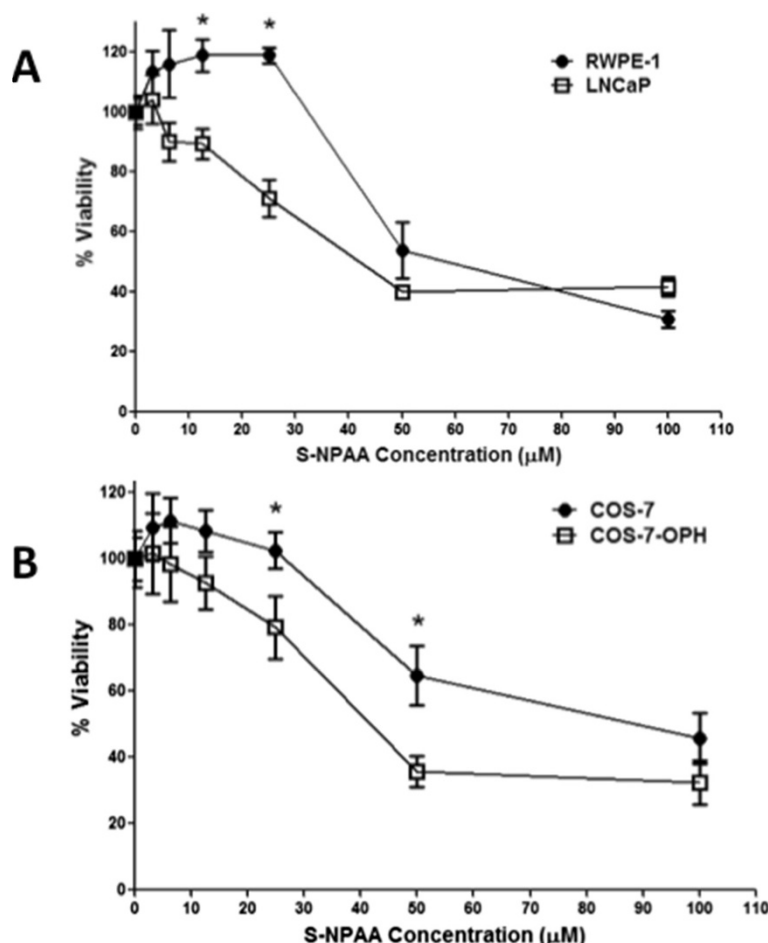 A
* *
RWPE-1
LNCaP
% Viability
120
100
80
60
40
20
0
0 10 20 30 40 50 60 70 80 90 100 110
S-NPAA Concentration (μM)
B
* *
COS-7
COS-7-OPH
% Viability
120
100
80
60
40
20
0
0 10 20 30 40 50 60 70 80 90 100 110
S-NPAA Concentration (μM)